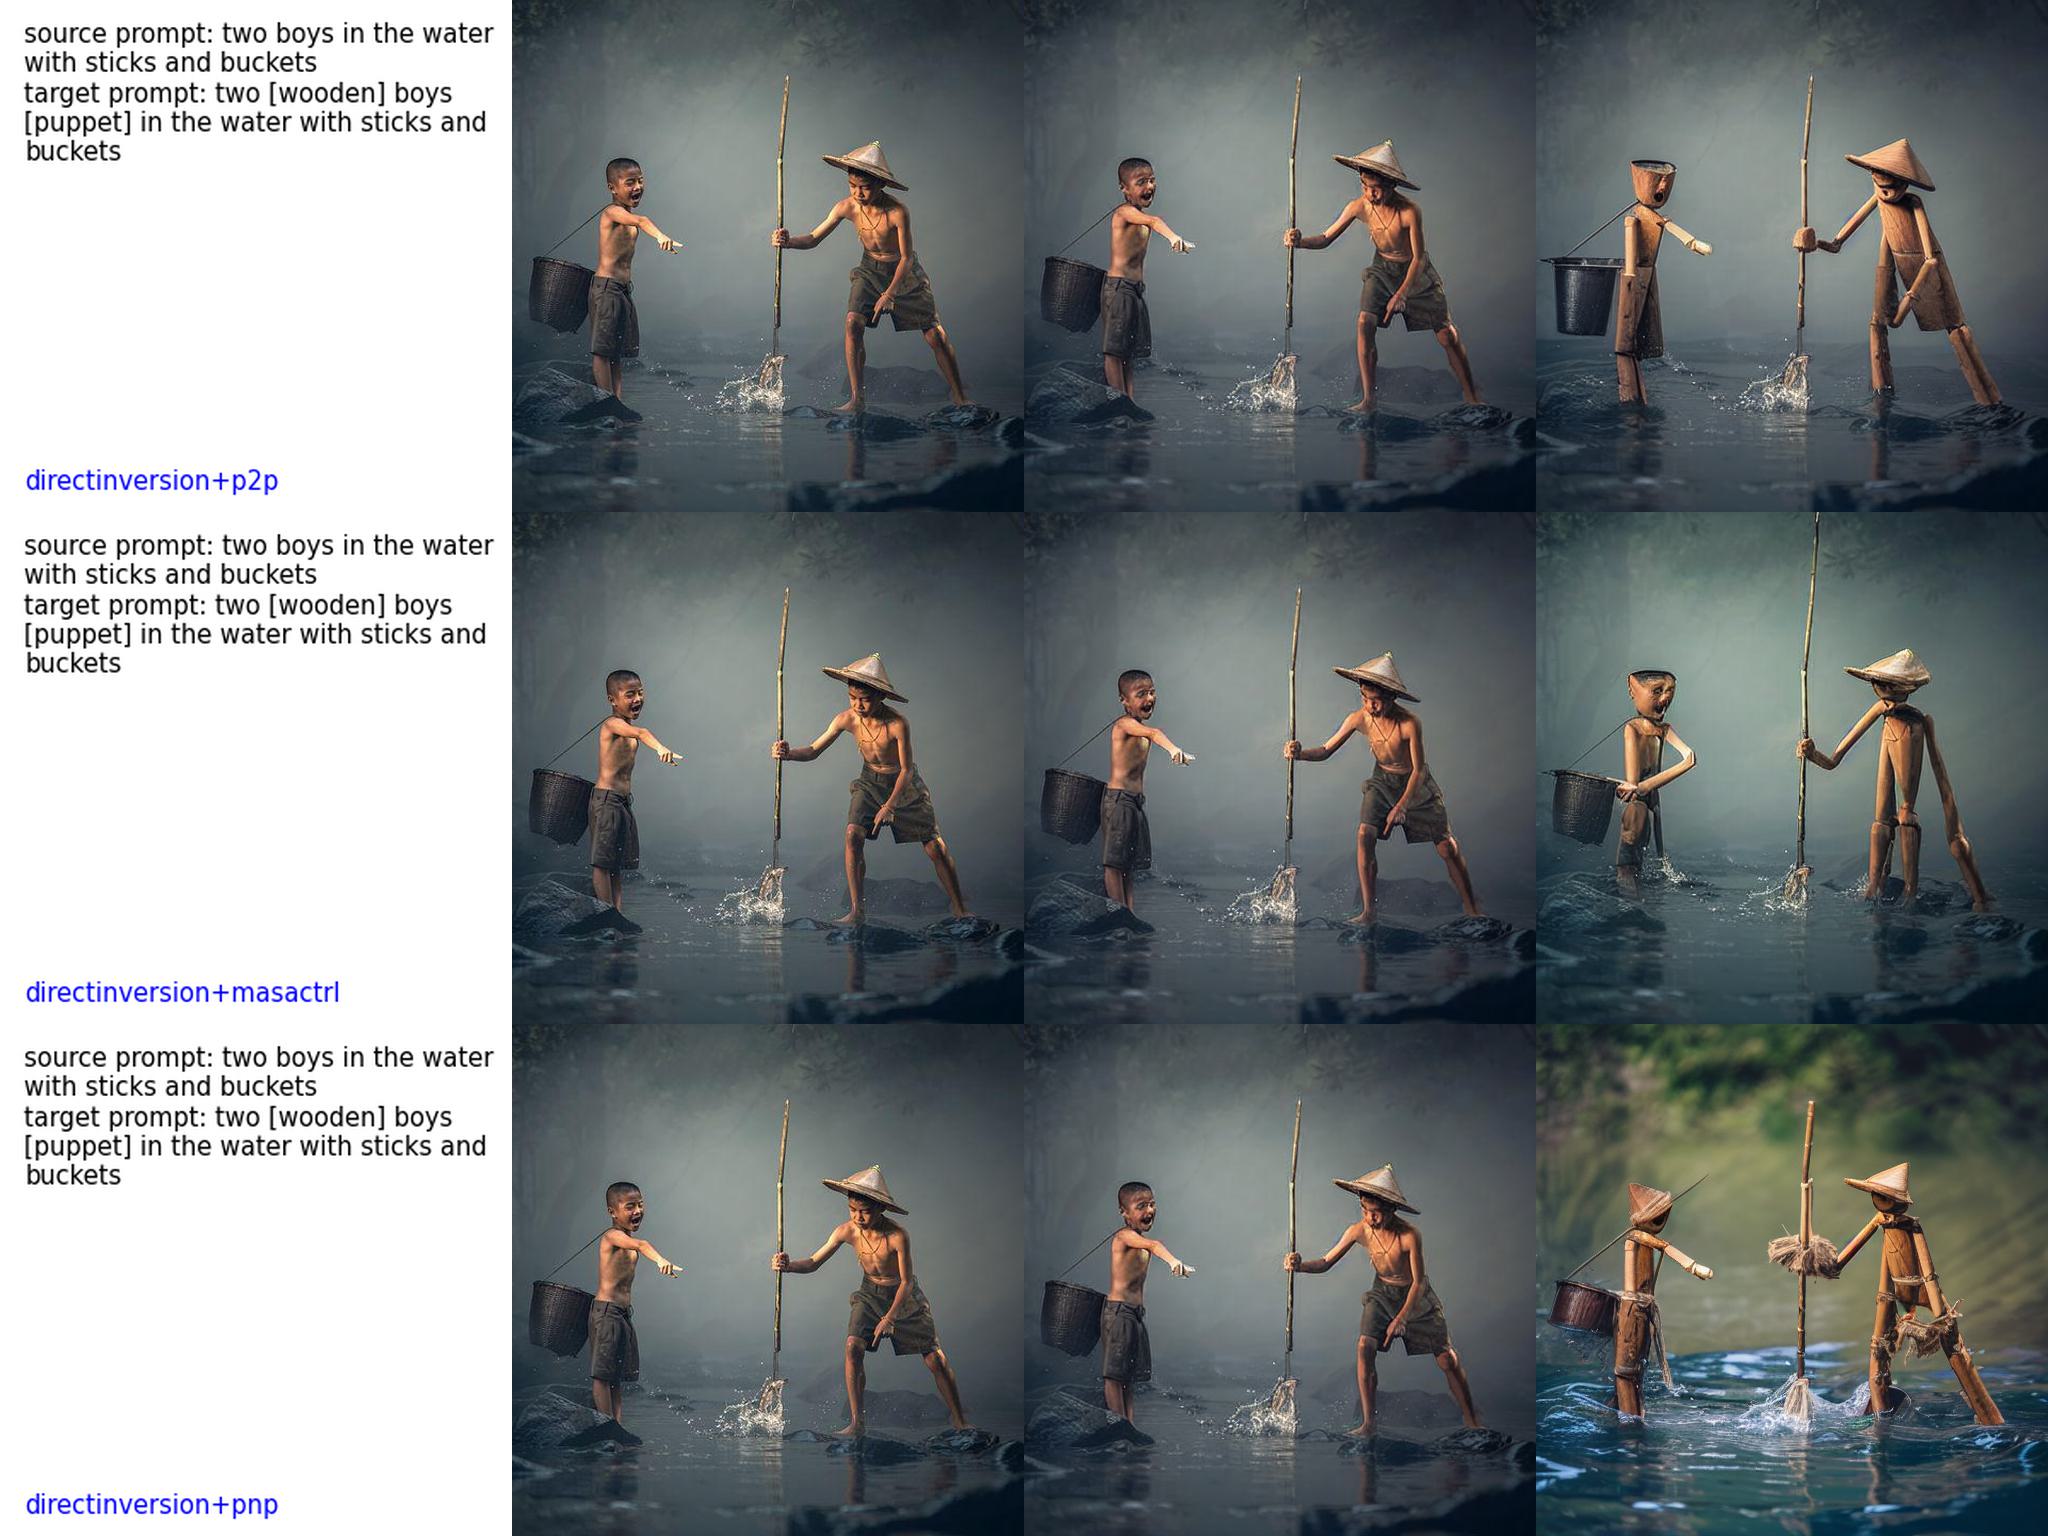 source prompt: two boys in the water
with sticks and buckets
target prompt: two [wooden] boys
[puppet] in the water with sticks and
buckets
directinversion+p2p
source prompt: two boys in the water
with sticks and buckets
target prompt: two [wooden] boys
[puppet] in the water with sticks and
buckets
directinversion+masactrl
source prompt: two boys in the water
with sticks and buckets
target prompt: two [wooden] boys
[puppet] in the water with sticks and
buckets
directinversion+pnp